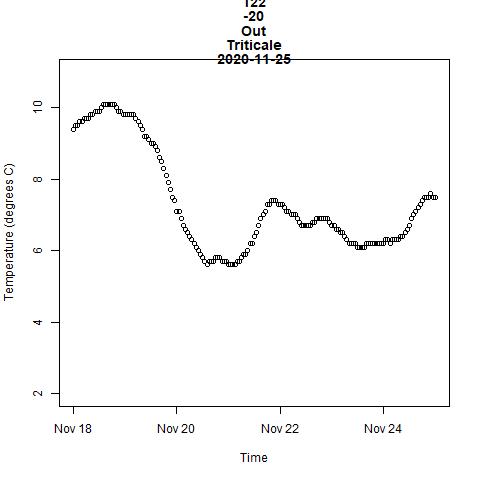 122
-20
Out
Triticale
2020-11-25
Temperature (degrees C)
10
8
6
4
2
Nov 18 Nov 20 Nov 22 Nov 24
Time